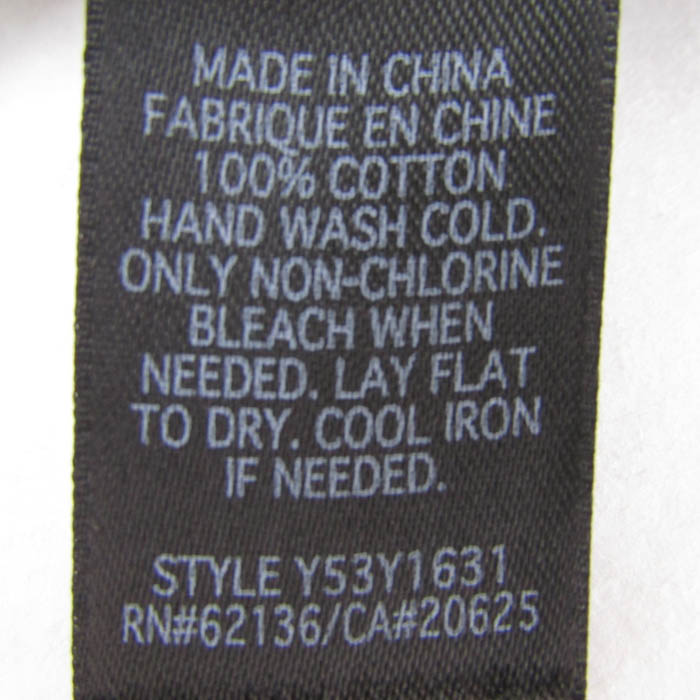 MADE IN CHINA
FABRIQUE EN CHINE
100% COTTON
HAND WASH COLD.
ONLY NON-CHLORINE
BLEACH WHEN
NEEDED. LAY FLAT
TO DRY. COOL IRON
IF NEEDED.
STYLE Y53Y1631
RN#62136/CA#20625